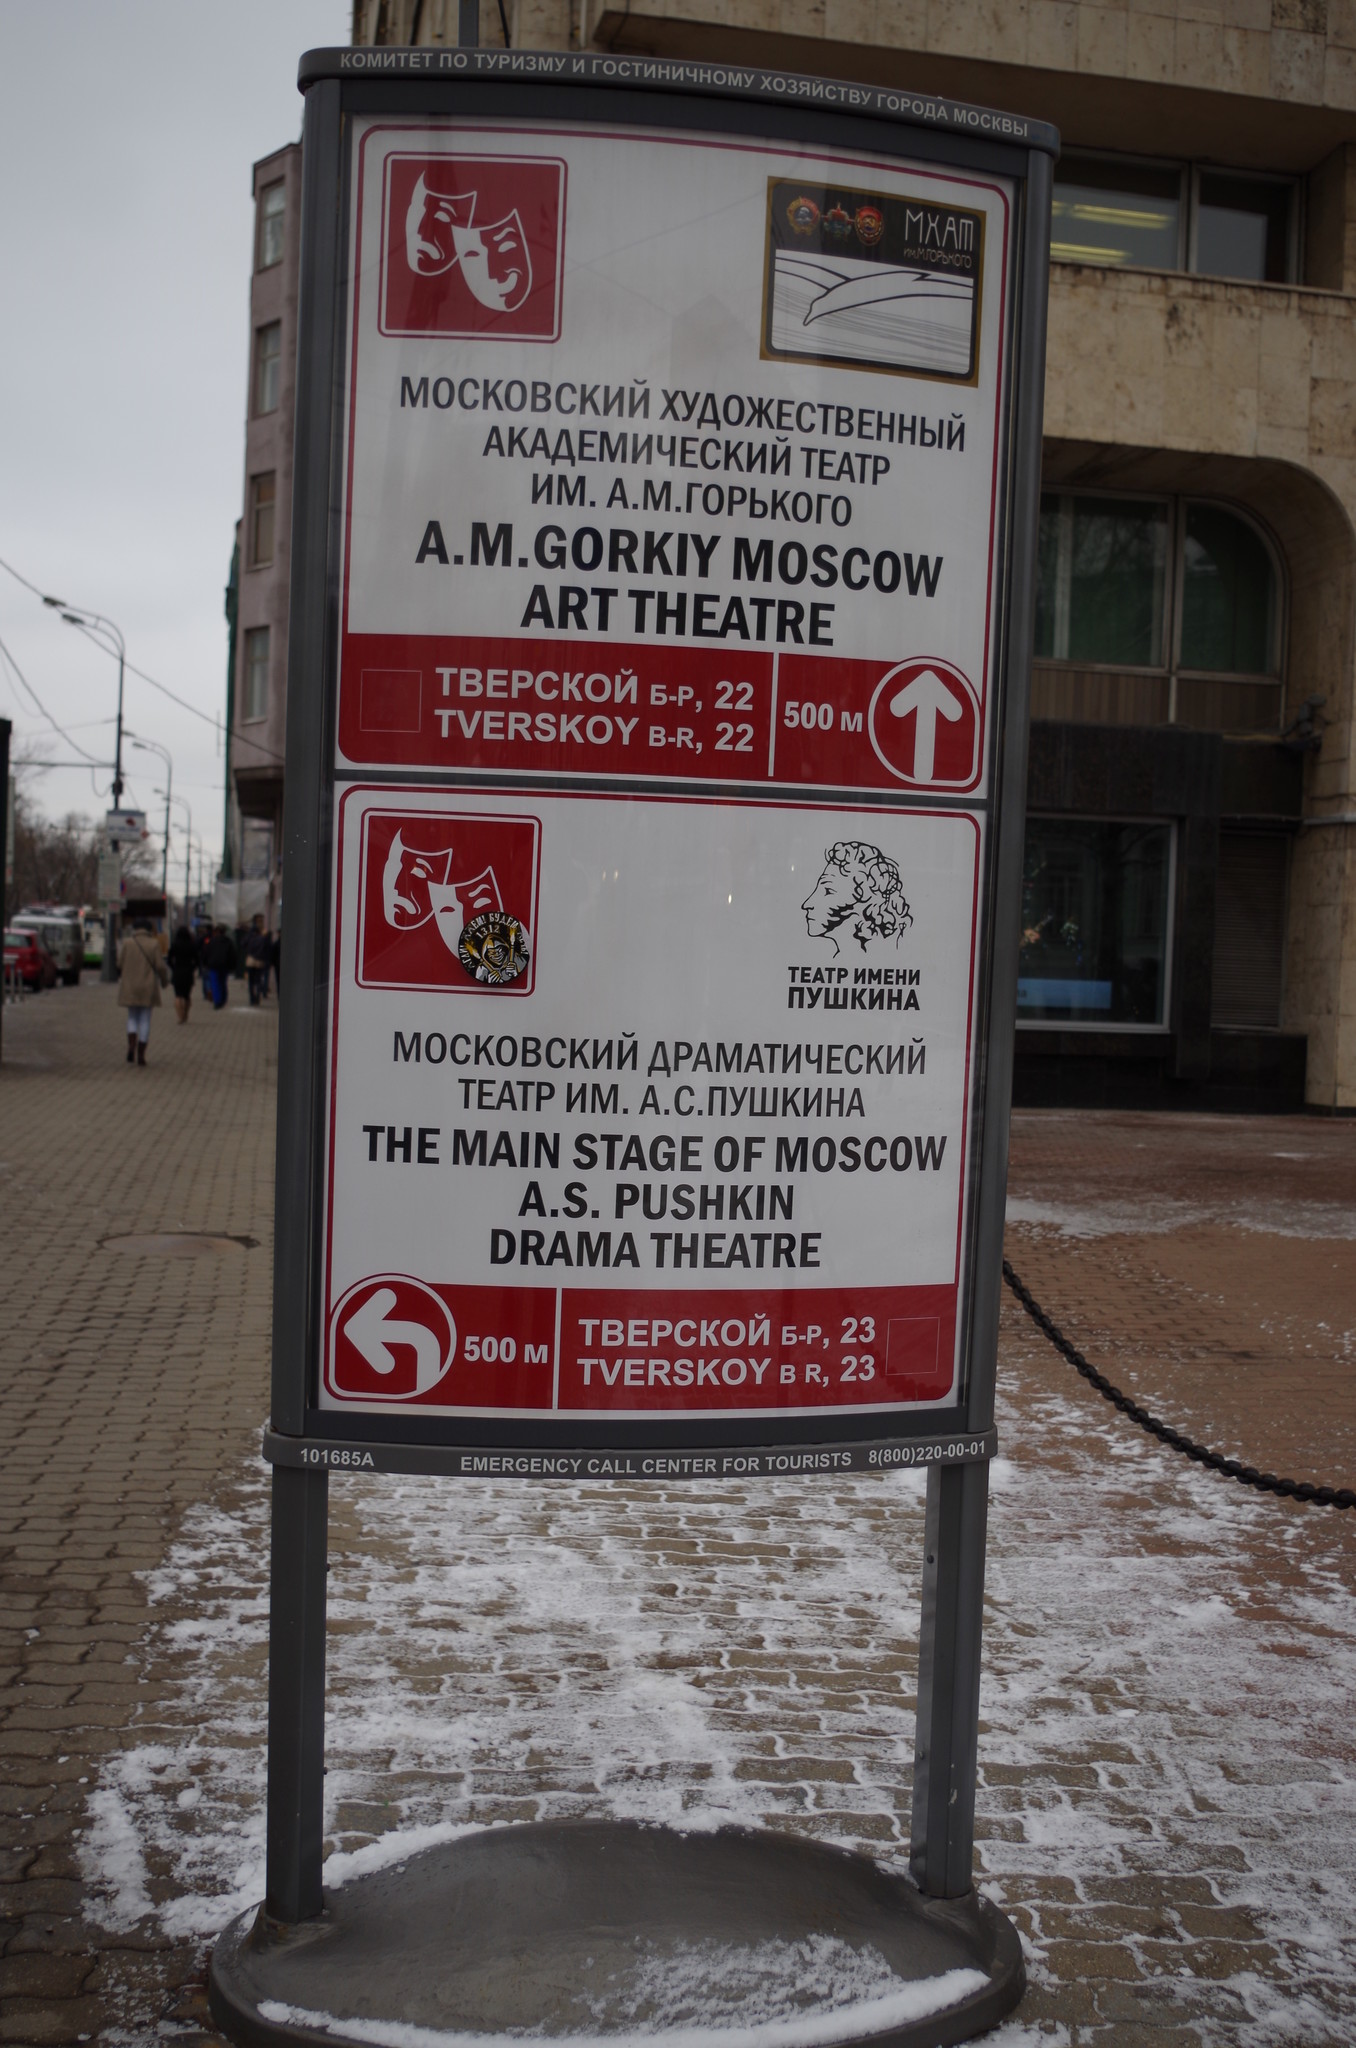 КОМИТЕТ ПО ТУРИЗМУ И ГОСТИНИЧНОМУ ХОЗЯЙСТВУ ГОРОДА МОСКВЫ
МХАТ
ИМ.М.ГОРЬКОГО
МОСКОВСКИЙ ХУДОЖЕСТВЕННЫЙ
АКАДЕМИЧЕСКИЙ ТЕАТР
ИМ. А.М.ГОРЬКОГО
A.M.GORKIY MOSCOW
ART THEATRE
ТВЕРСКОЙ Б-Р, 22
TVERSKOY B-R, 22
500 М
1312
ТЕАТР ИМЕНИ
ПУШКИНА
МОСКОВСКИЙ ДРАМАТИЧЕСКИЙ
ТЕАТР ИМ. А.С.ПУШКИНА
THE MAIN STAGE OF MOSCOW
A.S. PUSHKIN
DRAMA THEATRE
500 М
ТВЕРСКОЙ Б-Р, 23
TVERSKOY B R, 23
101685A EMERGENCY CALL CENTER FOR TOURISTS 8(800)220-00-01